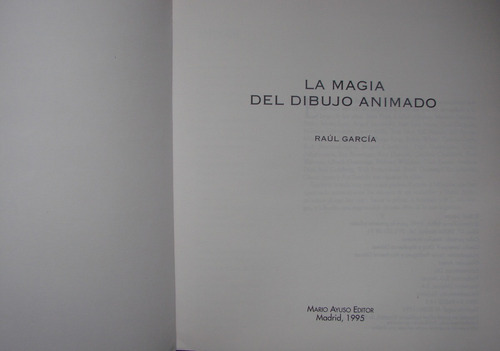 LA MAGIA
DEL DIBUJO ANIMADO
RAÚL GARCÍA
MARIO AYUSO EDITOR
Madrid, 1995